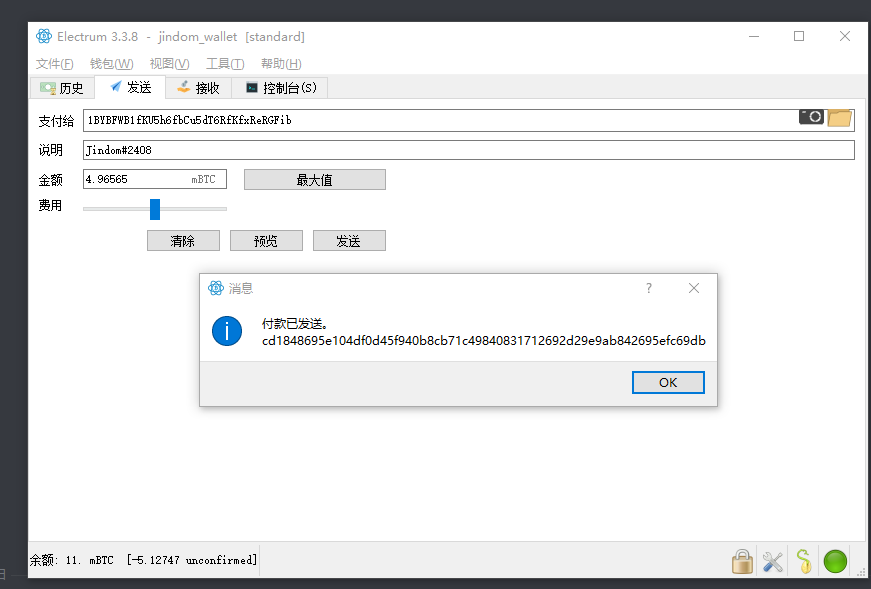 Electrum 3.3.8 - jindom_wallet [standard]
文件(F) 钱包(W) 视图(V) 工具(T) 帮助(H)
历史 发送 接收 控制台(S)
支付给 1BYBFWB1fKU5h6fbCu5dT6RfKfxReRGFib
说明 Jindom#2408
金额 4.96565 mBTC 最大值
费用
清除 预览 发送
消息 ?
付款已发送。
cd1848695e104df0d45f940b8cb71c49840831712692d29e9ab842695efc69db
OK
余额: 11. mBTC [-5.12747 unconfirmed]